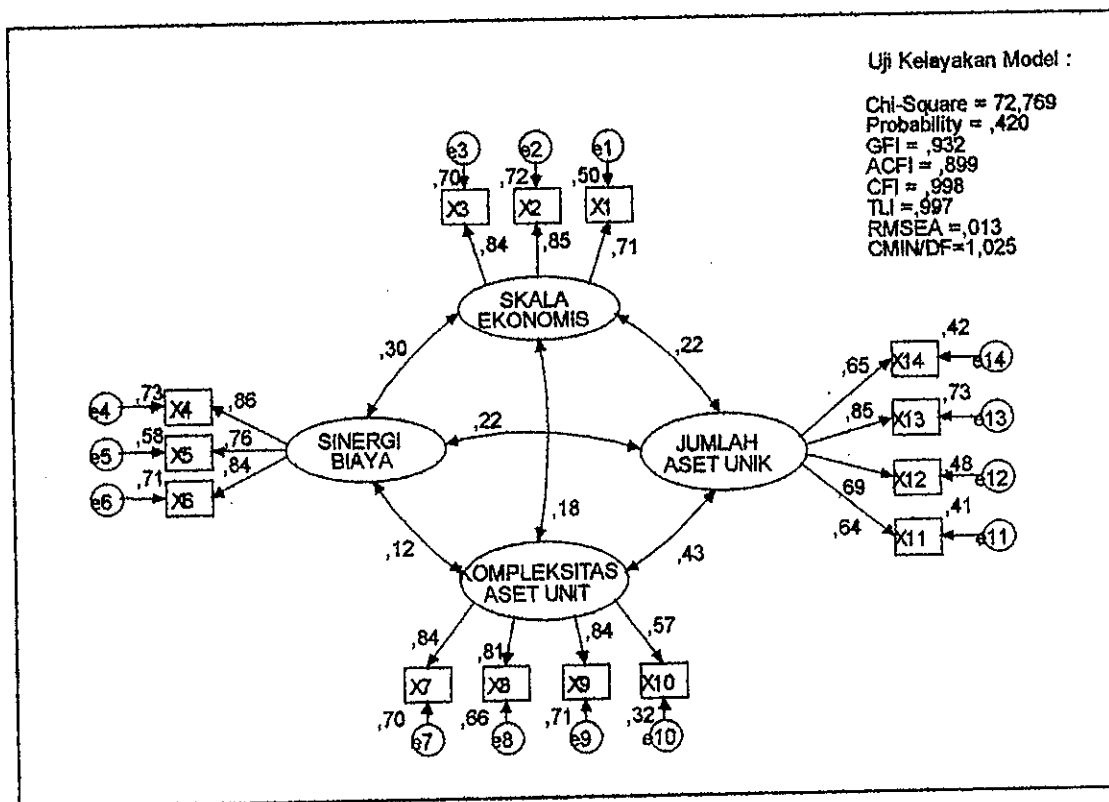 Uji Kelayakan Model :
Chi-Square = 72,769
Probability = ,420
GFI = ,932
ACFI = ,899
CFI = ,998
TLI =,997
RMSEA =,013
CMIN/DF=1,025
e3 e2 e1
,70 ,72 ,50
X3 X2 X1
,84 ,85 ,71
SKALA
EKONOMIS
,30 ,22
e4 ,73 X4 ,86
e5 ,58 X5 ,76
e6 ,71 X6 ,84
SINERGI
BIAYA
,22
,18
JUMLAH
ASET UNIK
,65 X14 ,42 e14
,85 X13 ,73 e13
,69 X12 ,48 e12
,64 X11 ,41 e11
,12 ,43
KOMPLEKSITAS
ASET UNIT
,84 ,81 ,84 ,57
X7 X8 X9 X10
,70 ,66 ,71 ,32
e7 e8 e9 e10